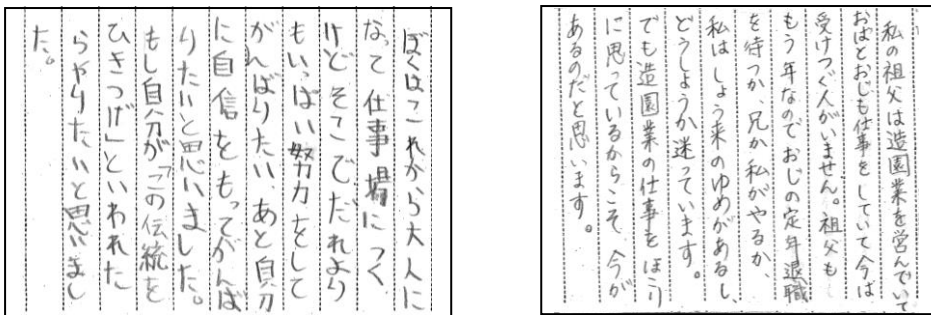 ぼくはこれから大人に
なって仕事場につく
けどそこでだれより
もいっぱい努力をして
がんばりたい、あと自分
に自信をもってがんば
りたいと思いました。
もし自分が「この伝統を
ひきつげ」といわれた
らやりたいと思いまし
た。
私の祖父は造園業を営んでいて
おばとおじも仕事をしていて今は
受けつぐ人がいません。祖父も
もう年なのでおじの定年退職
を待つか、兄か私がやるか、
私はしょう来のゆめがあるし、
どうしようか迷っています。
でも造園業の仕事をほこり
に思っているからこそ今が
あるのだと思います。